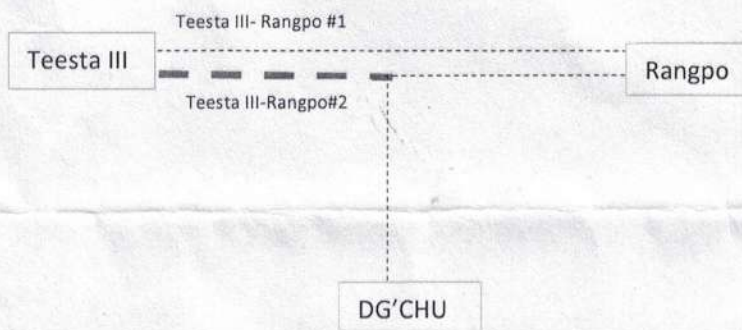 Teesta III- Rangpo #1
Teesta III
Rangpo
Teesta III-Rangpo#2
DG'CHU